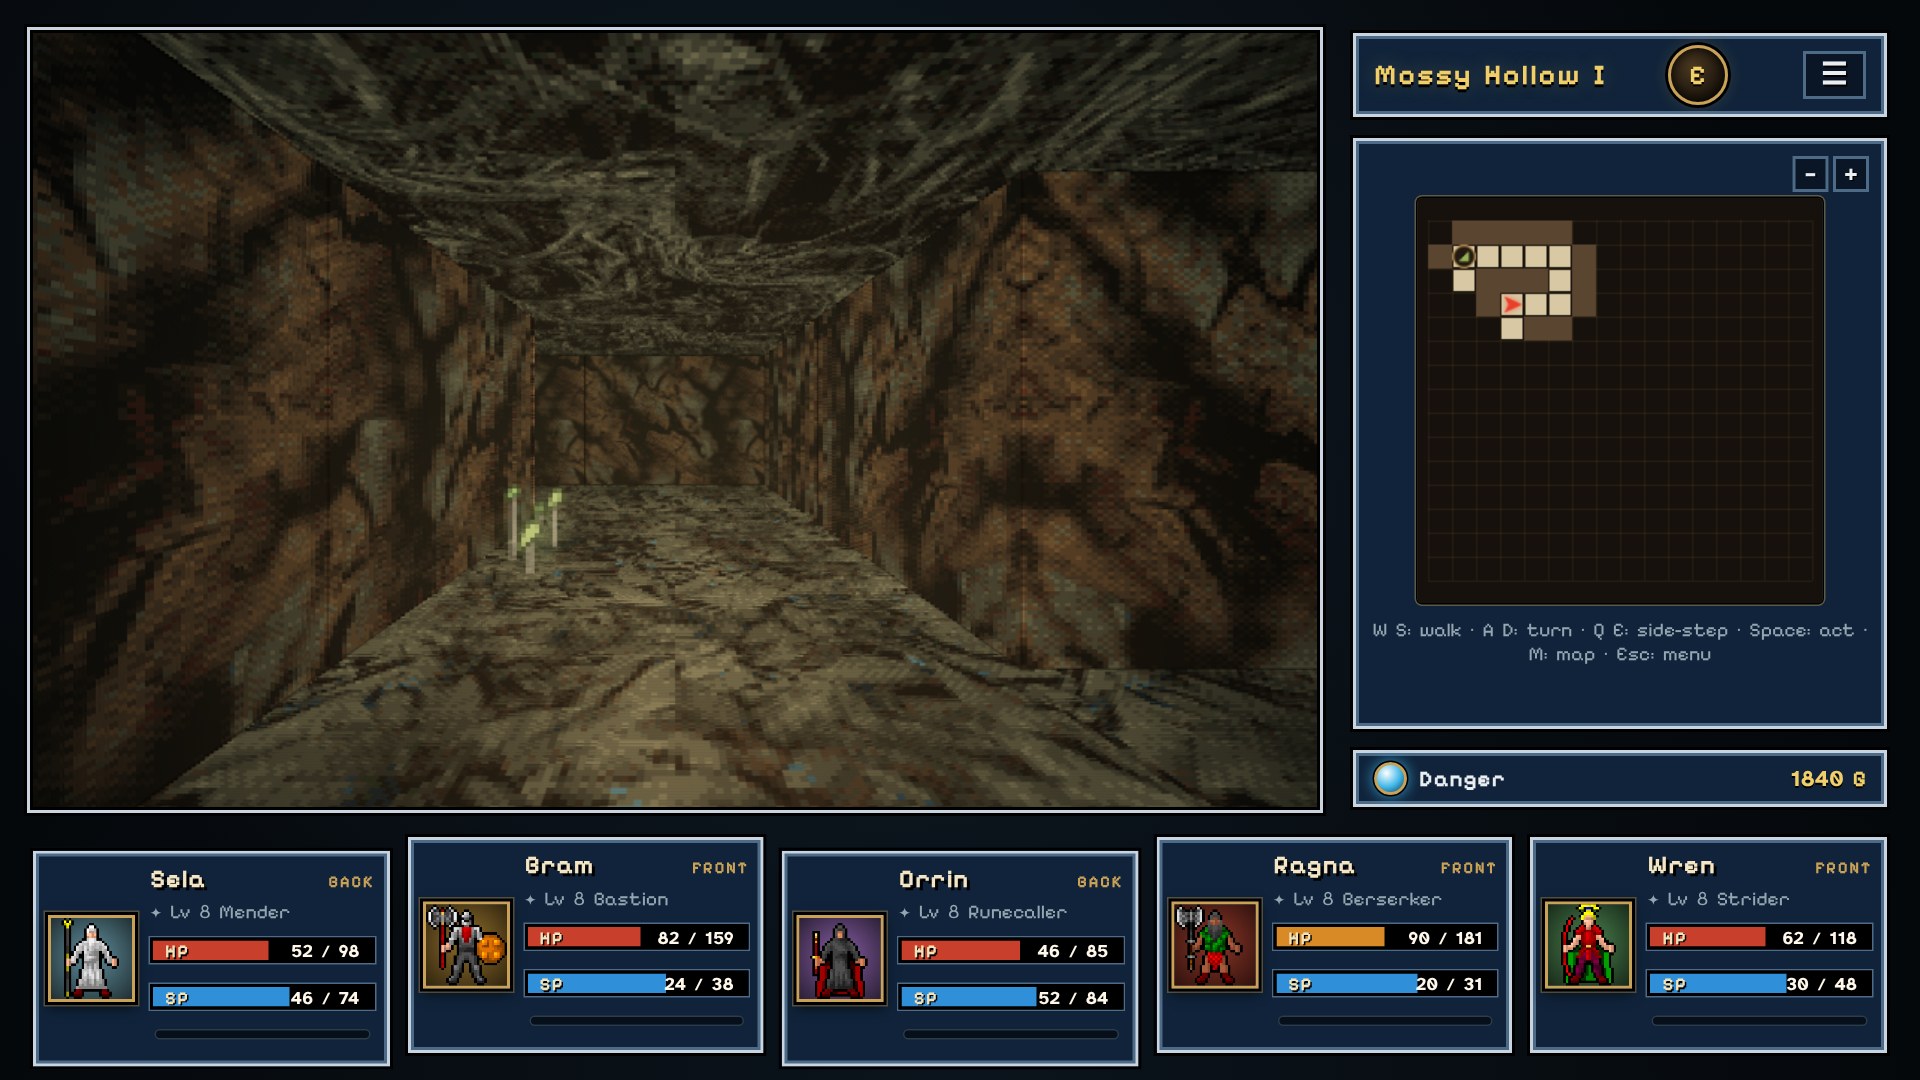 Mossy Hollow I
E
- +
W S: walk · A D: turn · Q E: side-step · Space: act ·
M: map · Esc: menu
Danger 1840 G
Sela BACK
✦ Lv 8 Mender
HP 52 / 98
SP 46 / 74
Bram FRONT
✦ Lv 8 Bastion
HP 82 / 159
SP 24 / 38
Orrin BACK
✦ Lv 8 Runecaller
HP 46 / 85
SP 52 / 84
Ragna FRONT
✦ Lv 8 Berserker
HP 90 / 181
SP 20 / 31
Wren FRONT
✦ Lv 8 Strider
HP 62 / 118
SP 30 / 48